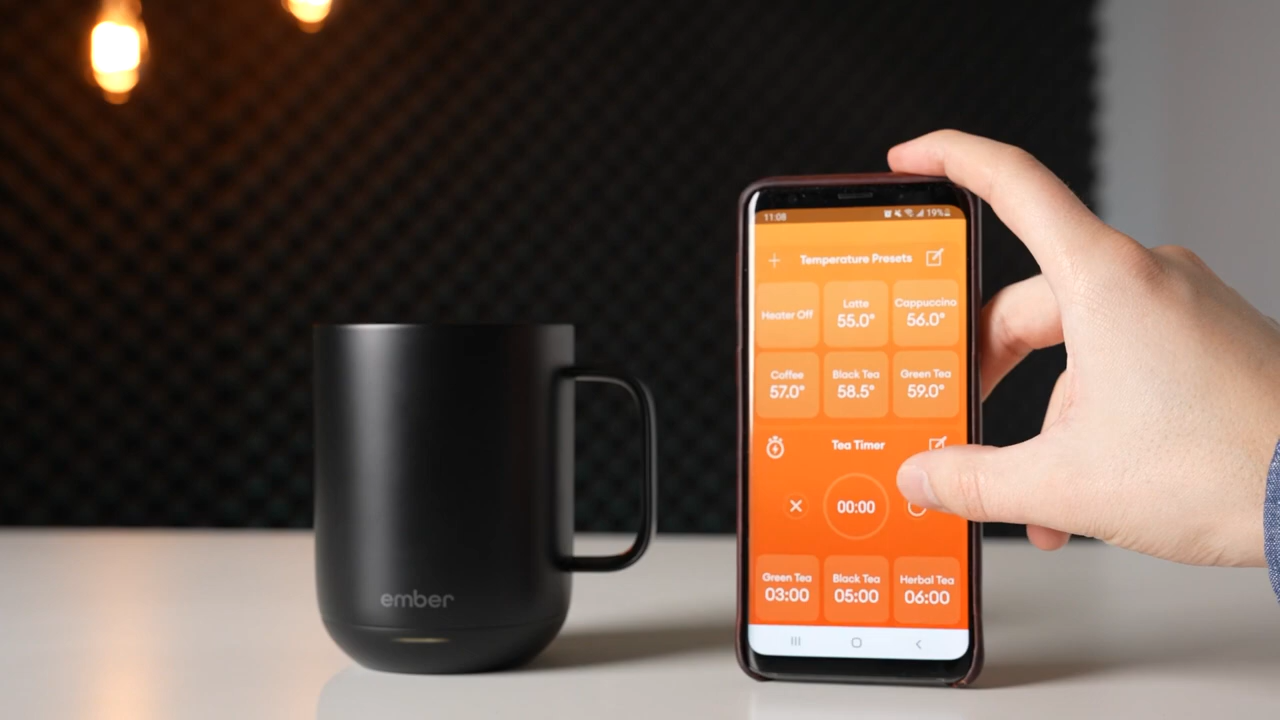 11:08
19%
Temperature Presets
Heater Off
Latte
55.0°
Cappuccino
56.0°
Coffee
57.0°
Black Tea
58.5°
Green Tea
59.0°
Tea Timer
00:00
Green Tea
03:00
Black Tea
05:00
Herbal Tea
06:00
ember